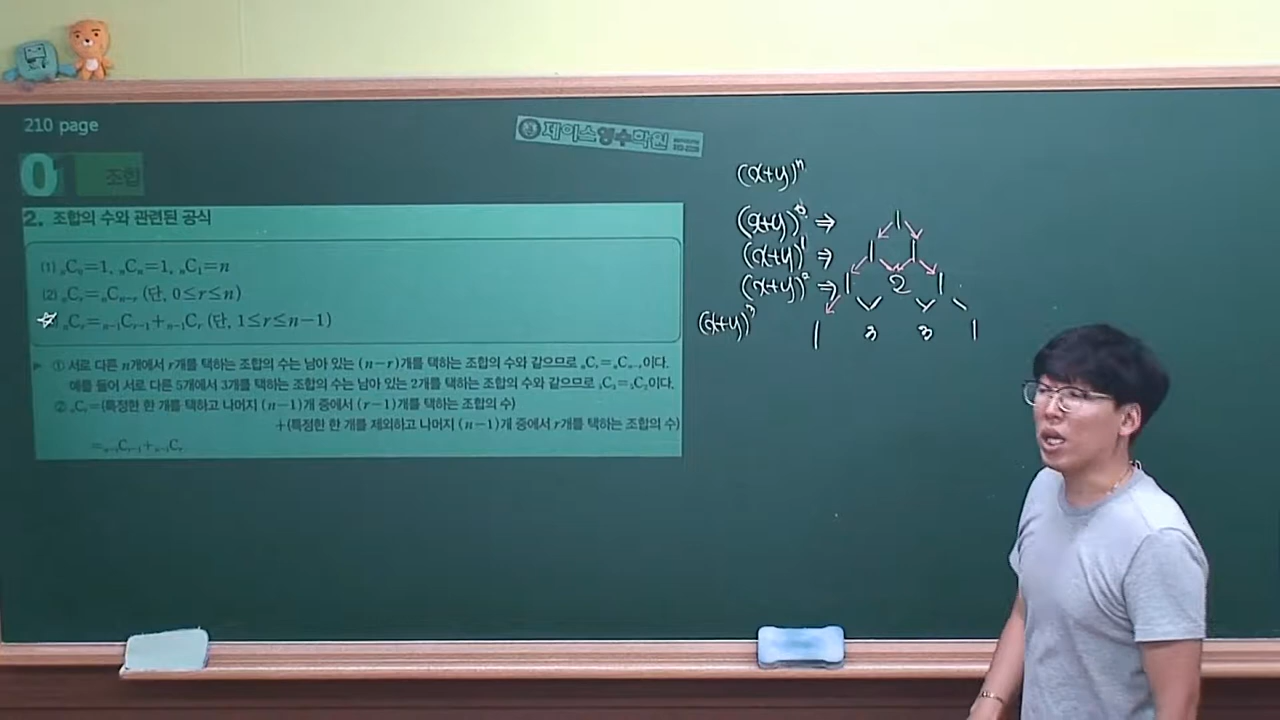 210 page
제이스영수학원
01 조합
2. 조합의 수와 관련된 공식
(1) ₙC₀=1, ₙCₙ=1, ₙC₁=n
(2) ₙCᵣ=ₙCₙ₋ᵣ (단, 0≤r≤n)
☆ ₙCᵣ=ₙ₋₁Cᵣ₋₁+ₙ₋₁Cᵣ (단, 1≤r≤n-1)
▶ ① 서로 다른 n개에서 r개를 택하는 조합의 수는 남아 있는 (n-r)개를 택하는 조합의 수와 같으므로 ₙCᵣ=ₙCₙ₋ᵣ이다.
예를 들어 서로 다른 5개에서 3개를 택하는 조합의 수는 남아 있는 2개를 택하는 조합의 수와 같으므로 ₅C₃=₅C₂이다.
② ₙCᵣ=(특정한 한 개를 택하고 나머지 (n-1)개 중에서 (r-1)개를 택하는 조합의 수)
+(특정한 한 개를 제외하고 나머지 (n-1)개 중에서 r개를 택하는 조합의 수)
=ₙ₋₁Cᵣ₋₁+ₙ₋₁Cᵣ
(x+y)ⁿ
(x+y)⁰ ⇒ 1
(x+y)¹ ⇒ 1 1
(x+y)² ⇒ 1 2 1
(x+y)³ 1 3 3 1